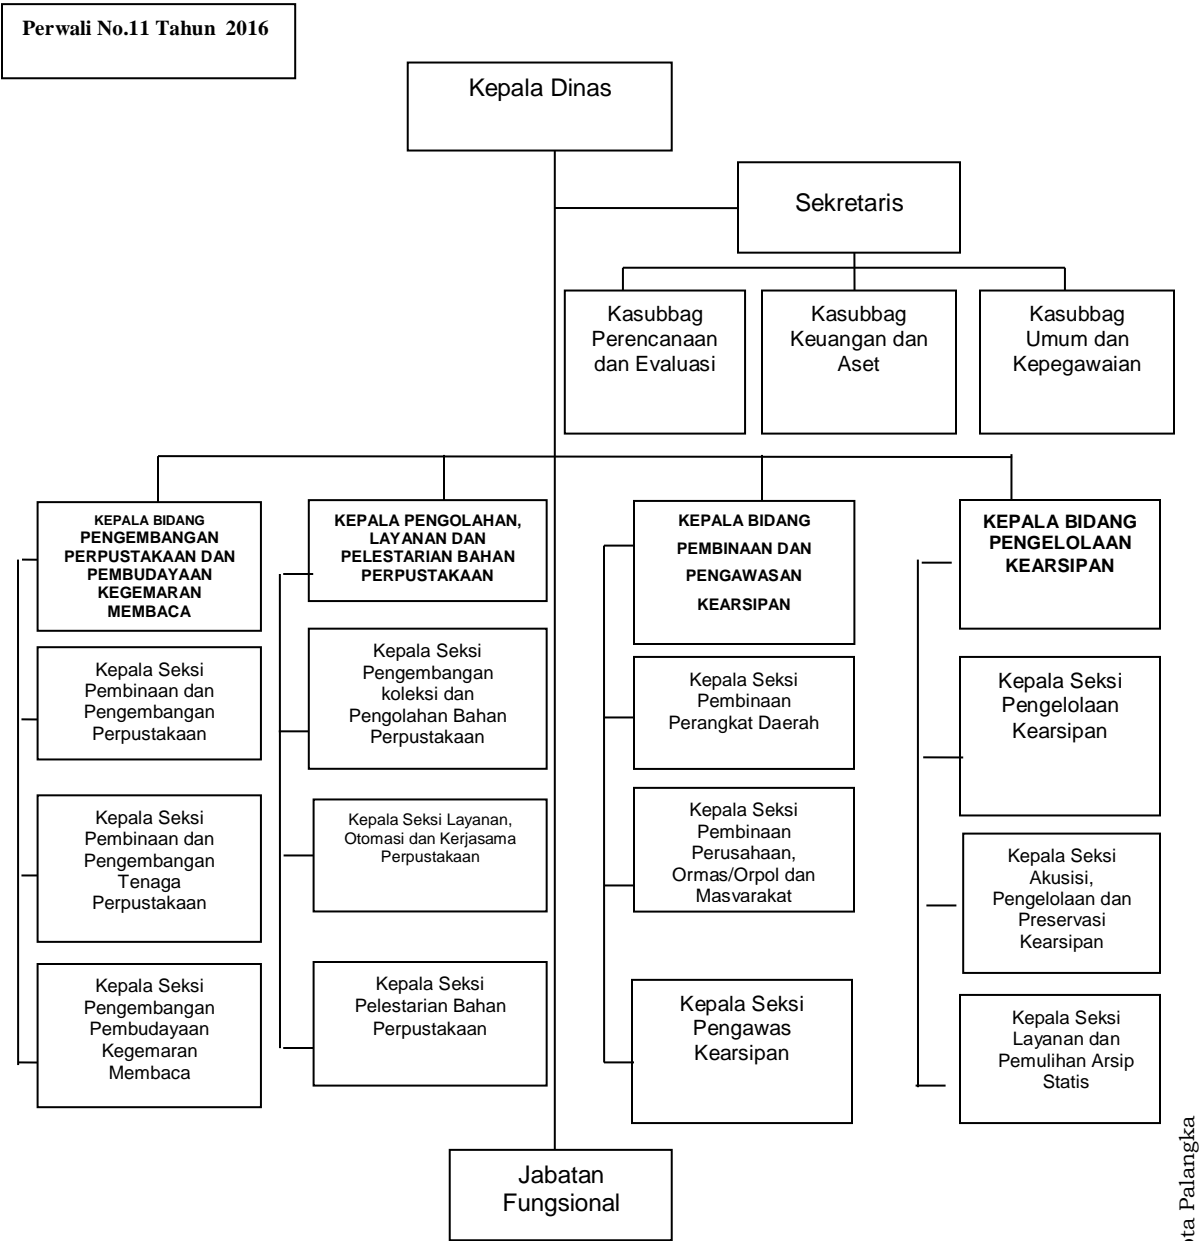 Perwali No.11 Tahun  2016
Kepala Dinas
Sekretaris
Kasubbag
Perencanaan
dan Evaluasi
Kasubbag
Keuangan dan
Aset
Kasubbag
Umum dan
Kepegawaian
KEPALA BIDANG
PENGEMBANGAN
PERPUSTAKAAN DAN
PEMBUDAYAAN
KEGEMARAN
MEMBACA
KEPALA PENGOLAHAN,
LAYANAN DAN
PELESTARIAN BAHAN
PERPUSTAKAAN
KEPALA BIDANG
PEMBINAAN DAN
PENGAWASAN
KEARSIPAN
KEPALA BIDANG
PENGELOLAAN
KEARSIPAN
Kepala Seksi
Pembinaan dan
Pengembangan
Perpustakaan
Kepala Seksi
Pengembangan
koleksi dan
Pengolahan Bahan
Perpustakaan
Kepala Seksi
Pembinaan
Perangkat Daerah
Kepala Seksi
Pengelolaan
Kearsipan
Kepala Seksi
Pembinaan dan
Pengembangan
Tenaga
Perpustakaan
Kepala Seksi Layanan,
Otomasi dan Kerjasama
Perpustakaan
Kepala Seksi
Pembinaan
Perusahaan,
Ormas/Orpol dan
Masvarakat
Kepala Seksi
Akusisi,
Pengelolaan dan
Preservasi
Kearsipan
Kepala Seksi
Pengembangan
Pembudayaan
Kegemaran
Membaca
Kepala Seksi
Pelestarian Bahan
Perpustakaan
Kepala Seksi
Pengawas
Kearsipan
Kepala Seksi
Layanan dan
Pemulihan Arsip
Statis
Jabatan
Fungsional
Palangka